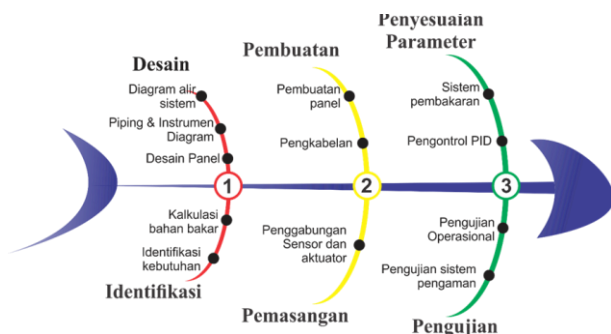 Desain
Diagram alir
sistem
Piping & Instrumen
Diagram
Desain Panel
1
Kalkulasi
bahan bakar
Identifikasi
kebutuhan
Identifikasi
Pembuatan
Pembuatan
panel
Pengkabelan
2
Penggabungan
Sensor dan
aktuator
Pemasangan
Penyesuaian
Parameter
Sistem
pembakaran
Pengontrol PID
3
Pengujian
Operasional
Pengujian sistem
pengaman
Pengujian